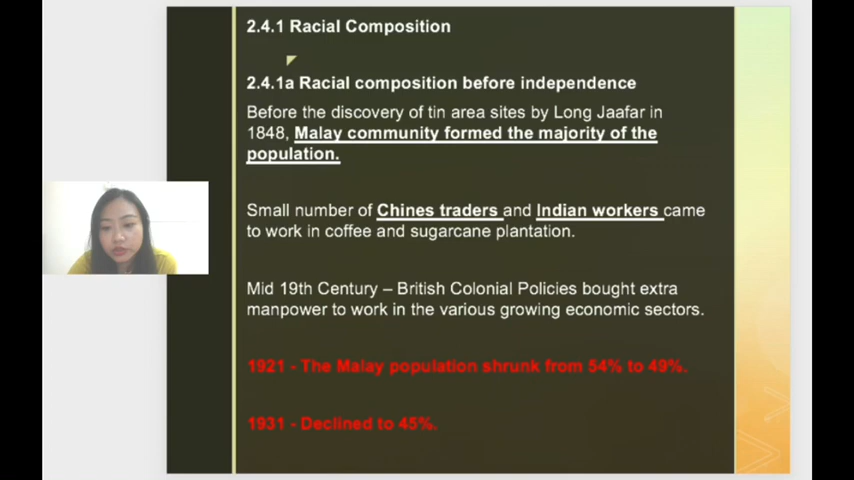 2.4.1 Racial Composition
2.4.1a Racial composition before independence
Before the discovery of tin area sites by Long Jaafar in
1848, Malay community formed the majority of the
population.
Small number of Chines traders and Indian workers came
to work in coffee and sugarcane plantation.
Mid 19th Century – British Colonial Policies bought extra
manpower to work in the various growing economic sectors.
1921 - The Malay population shrunk from 54% to 49%.
1931 - Declined to 45%.